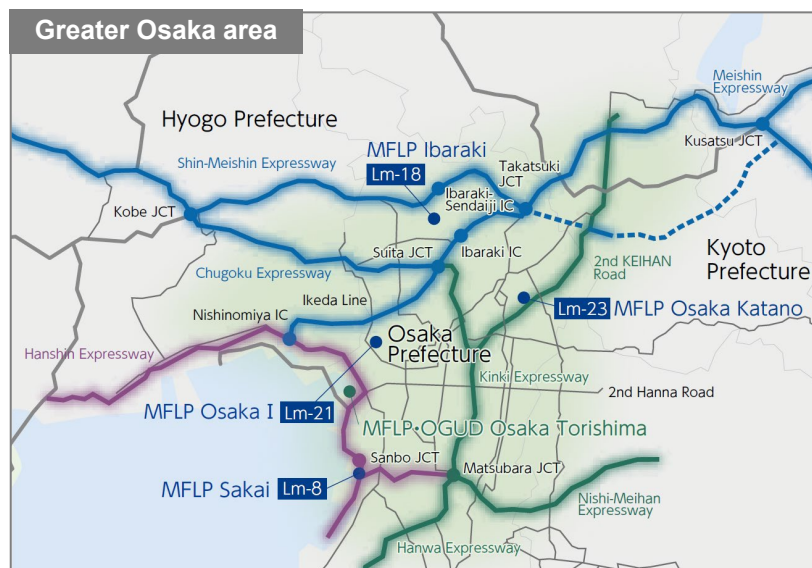 Greater Osaka area
Meishin
Expressway
Hyogo Prefecture
Kusatsu JCT
MFLP Ibaraki
Shin-Meishin Expressway
Takatsuki
JCT
Lm-18
Ibaraki-
Sendaiji IC
Kobe JCT
Suita JCT
Ibaraki IC
Kyoto
Prefecture
2nd KEIHAN
Road
Chugoku Expressway
Ikeda Line
Nishinomiya IC
Lm-23 MFLP Osaka Katano
Osaka
Prefecture
Hanshin Expressway
Kinki Expressway
2nd Hanna Road
MFLP Osaka I Lm-21
MFLP•OGUD Osaka Torishima
Sanbo JCT
Matsubara JCT
MFLP Sakai Lm-8
Nishi-Meihan
Expressway
Hanwa Expressway